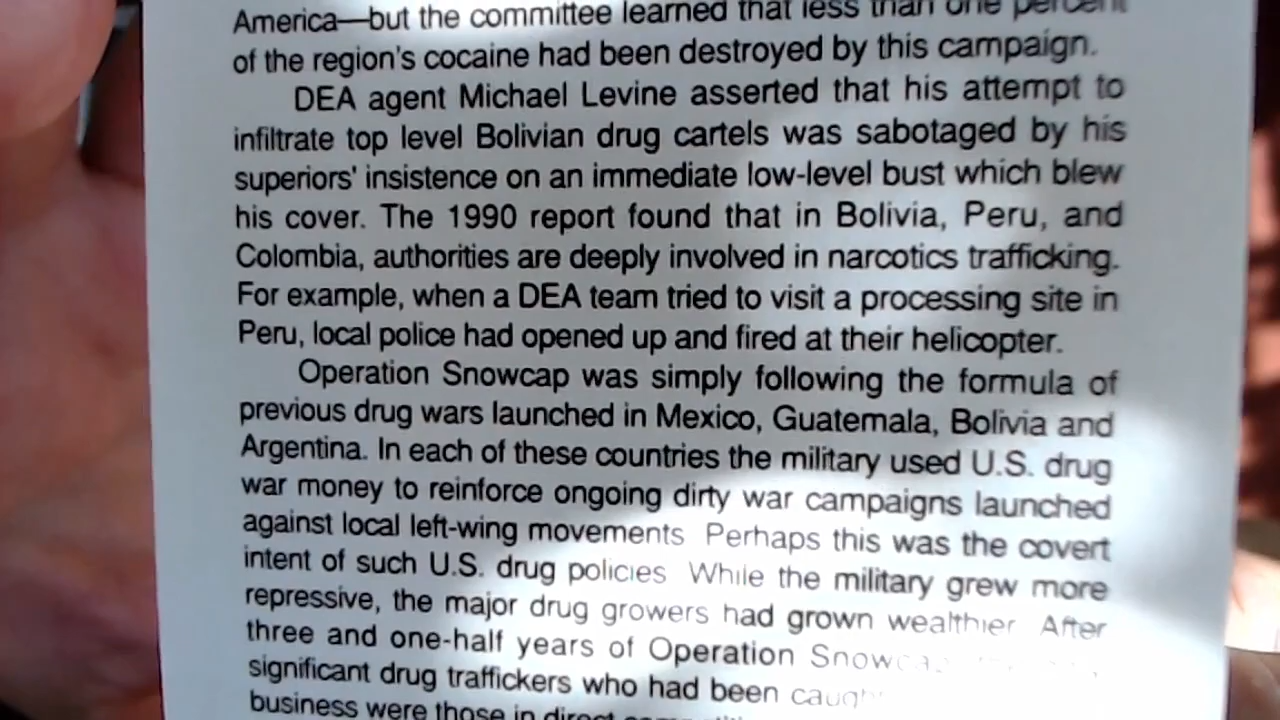 America—but the committee learned that less than one percent
of the region's cocaine had been destroyed by this campaign.
DEA agent Michael Levine asserted that his attempt to
infiltrate top level Bolivian drug cartels was sabotaged by his
superiors' insistence on an immediate low-level bust which blew
his cover. The 1990 report found that in Bolivia, Peru, and
Colombia, authorities are deeply involved in narcotics trafficking.
For example, when a DEA team tried to visit a processing site in
Peru, local police had opened up and fired at their helicopter.
Operation Snowcap was simply following the formula of
previous drug wars launched in Mexico, Guatemala, Bolivia and
Argentina. In each of these countries the military used U.S. drug
war money to reinforce ongoing dirty war campaigns launched
against local left-wing movements Perhaps this was the covert
intent of such U.S. drug policies While the military grew more
repressive, the major drug growers had grown wealthier After
three and one-half years of Operation Snowcap
significant drug traffickers who had been caught
business were those in direct